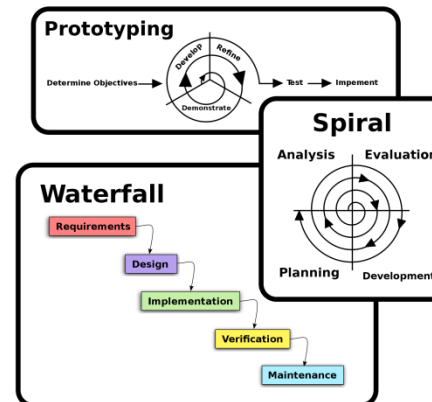 Prototyping
Develop
Refine
Determine Objectives
Test
Impement
Demonstrate
Spiral
Analysis
Evaluation
Planning
Development
Waterfall
Requirements
Design
Implementation
Verification
Maintenance